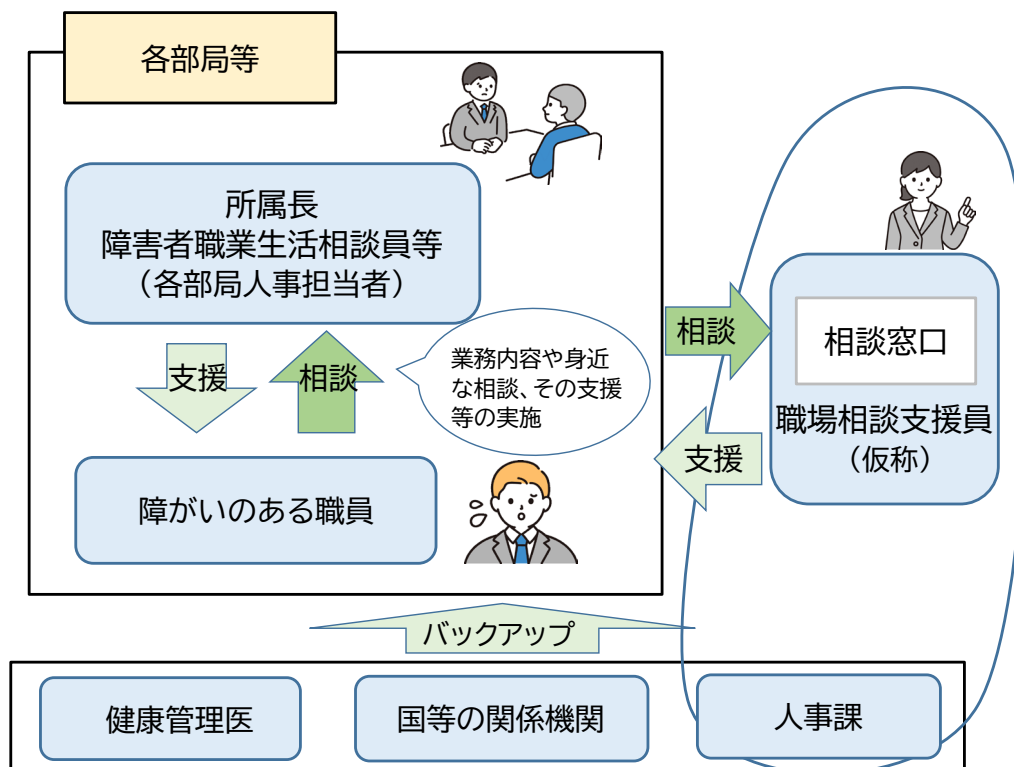 各部局等
所属長
障害者職業生活相談員等
（各部局人事担当者）
支援
相談
業務内容や身近
な相談、その支援
等の実施
障がいのある職員
相談
支援
相談窓口
職場相談支援員
（仮称）
バックアップ
健康管理医
国等の関係機関
人事課